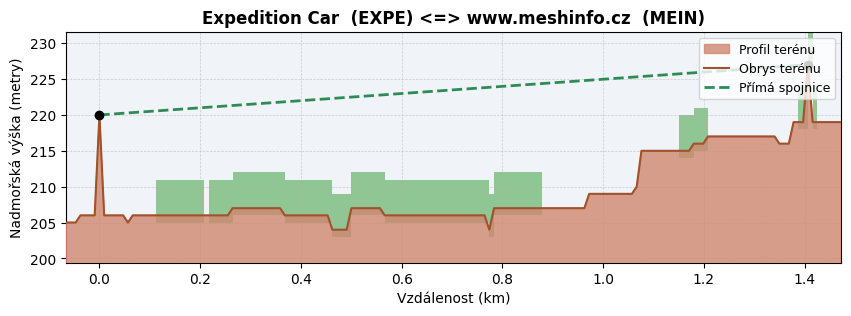 Expedition Car (EXPE) <=> www.meshinfo.cz (MEIN)
Nadmořská výška (metry)
230
225
220
215
210
205
200
Profil terénu
Obrys terénu
Přímá spojnice
0.0 0.2 0.4 0.6 0.8 1.0 1.2 1.4
Vzdálenost (km)